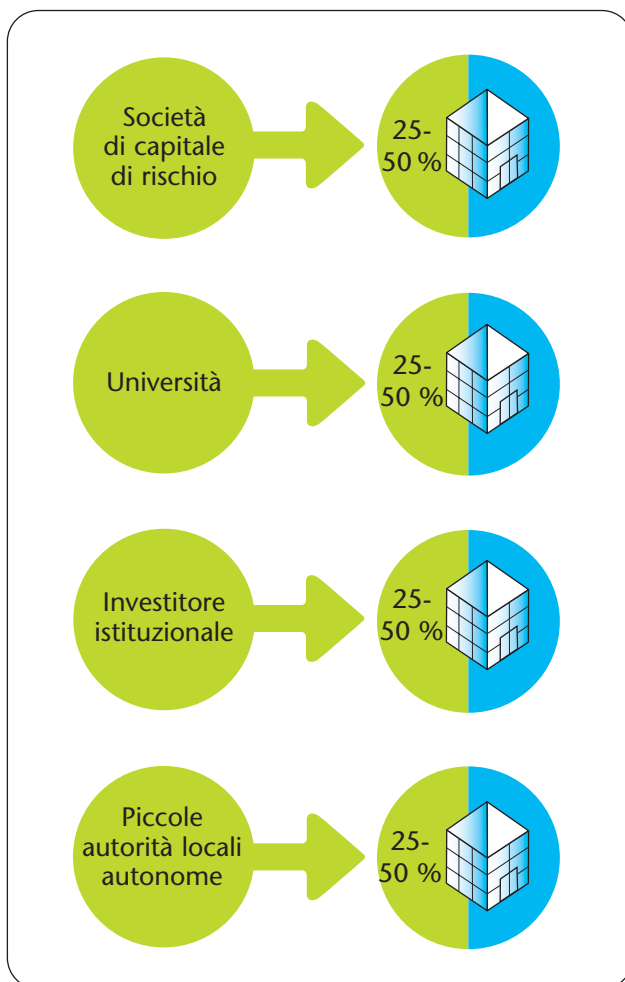 Società
di capitale
di rischio
25-
50 %
Università
25-
50 %
Investitore
istituzionale
25-
50 %
Piccole
autorità locali
autonome
25-
50 %